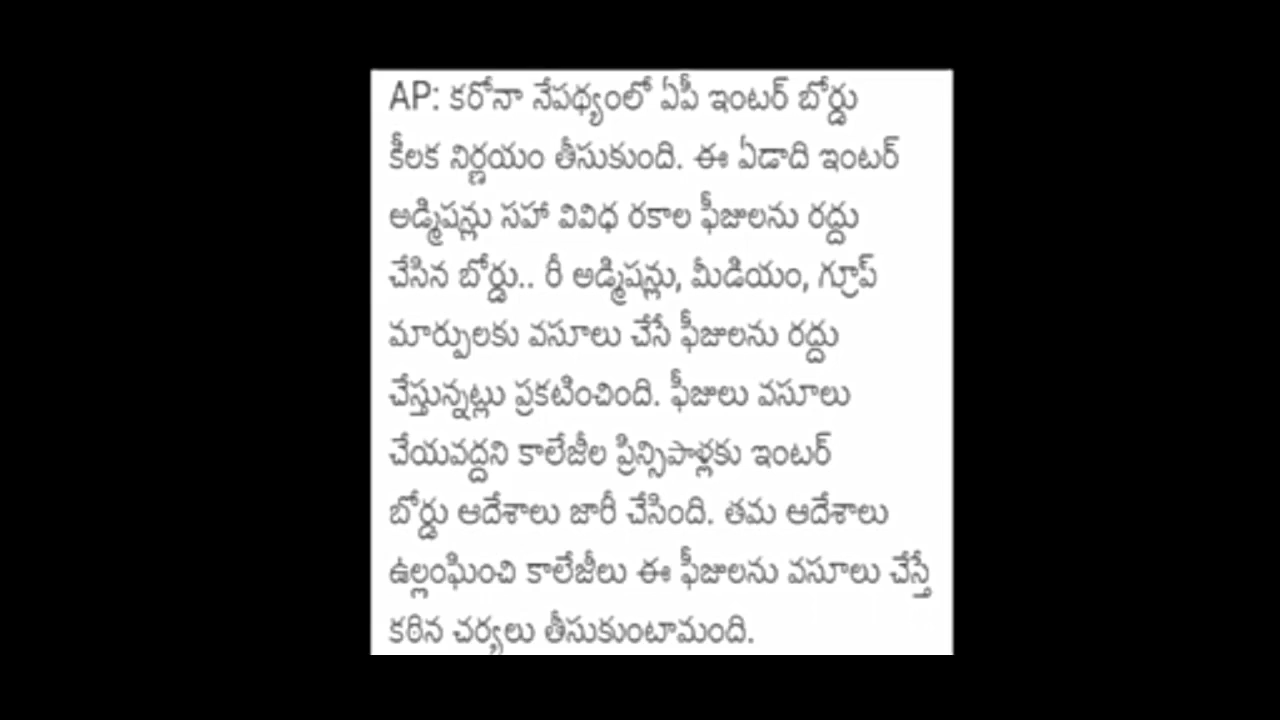 AP: కరోనా నేపథ్యంలో ఏపీ ఇంటర్ బోర్డు
కీలక నిర్ణయం తీసుకుంది. ఈ ఏడాది ఇంటర్
అడ్మిషన్లు సహా వివిధ రకాల ఫీజులను రద్దు
చేసిన బోర్డు.. రీ అడ్మిషన్లు, మీడియం, గ్రూప్
మార్పులకు వసూలు చేసే ఫీజులను రద్దు
చేస్తున్నట్లు ప్రకటించింది. ఫీజులు వసూలు
చేయవద్దని కాలేజీల ప్రిన్సిపాళ్లకు ఇంటర్
బోర్డు ఆదేశాలు జారీ చేసింది. తమ ఆదేశాలు
ఉల్లంఘించి కాలేజీలు ఈ ఫీజులను వసూలు చేస్తే
కఠిన చర్యలు తీసుకుంటామంది.